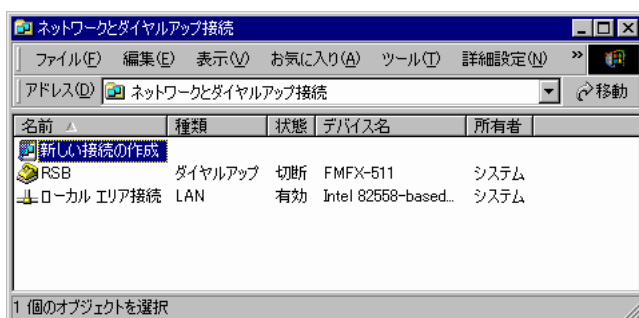 ネットワークとダイヤルアップ接続
ファイル(F) 編集(E) 表示(V) お気に入り(A) ツール(T) 詳細設定(N) »
アドレス(D) ネットワークとダイヤルアップ接続 移動
名前 種類 状態 デバイス名 所有者
新しい接続の作成
RSB ダイヤルアップ 切断 FMFX-511 システム
ローカル エリア接続 LAN 有効 Intel 82558-based... システム
1 個のオブジェクトを選択